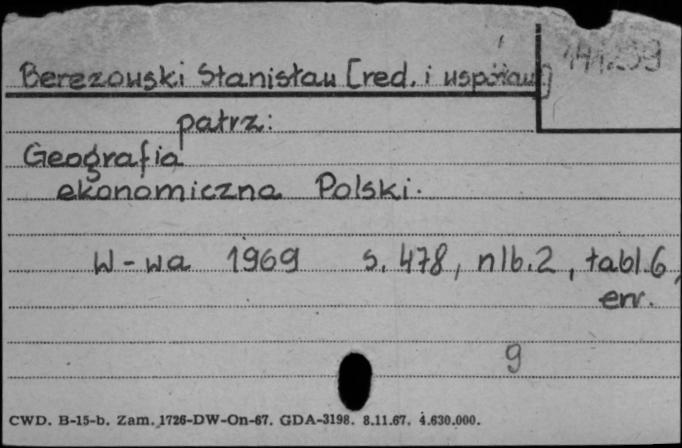 Berezowski Stanisław [red. i współaut.]
141239
patrz:
Geografia
ekonomiczna Polski.
W-wa 1969 s. 478, nlb.2, tabl.6,
err.
9
CWD. B-15-b. Zam. 1726-DW-On-67. GDA-3198. 8.11.67. 4.630.000.